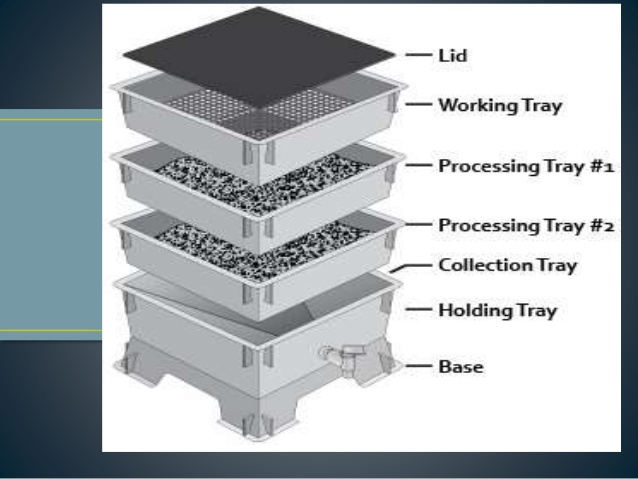 Lid
Working Tray
Processing Tray #1
Processing Tray #2
Collection Tray
Holding Tray
Base